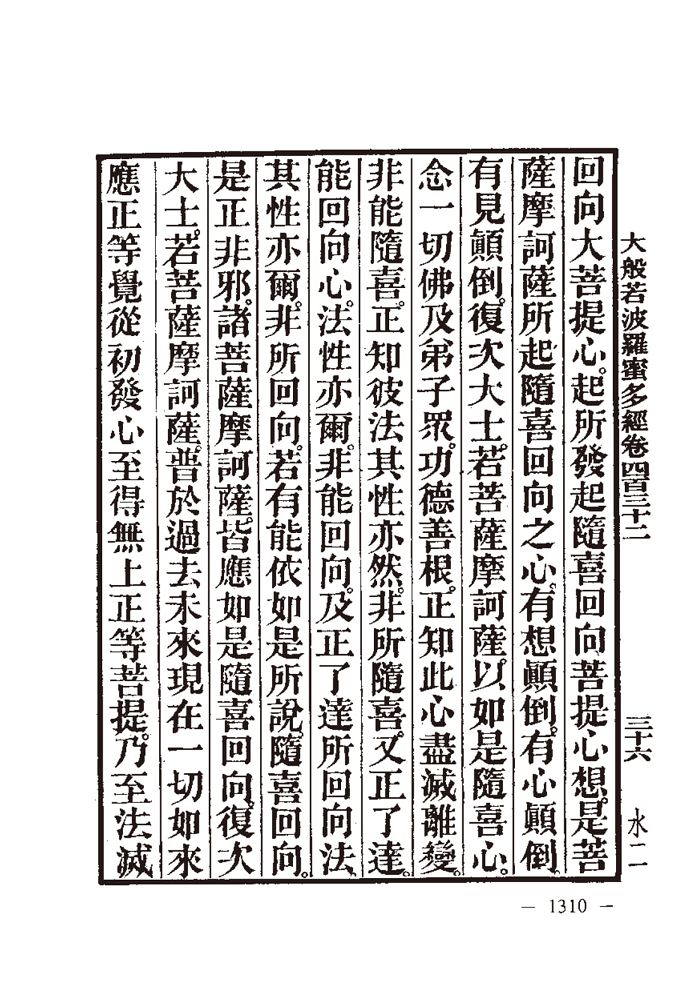 大般若波羅蜜多經卷四百三十二 三十六 水二
回向大菩提心。起所發起隨喜回向菩提心想。是菩
薩摩訶薩所起隨喜回向之心。有想顚倒。有心顚倒。
有見顚倒。復次大士。若菩薩摩訶薩。以如是隨喜心。
念一切佛及弟子眾。功德善根。正知此心盡滅離變。
非能隨喜。正知彼法其性亦然。非所隨喜。又正了達。
能回向心。法性亦爾。非能回向。及正了達所回向法
其性亦爾。非所回向。若有能依如是所說。隨喜回向。
是正非邪。諸菩薩摩訶薩。皆應如是隨喜回向。復次
大士。若菩薩摩訶薩。普於過去未來現在一切如來
應正等覺從初發心至得無上正等菩提。乃至法滅
— 1310 —